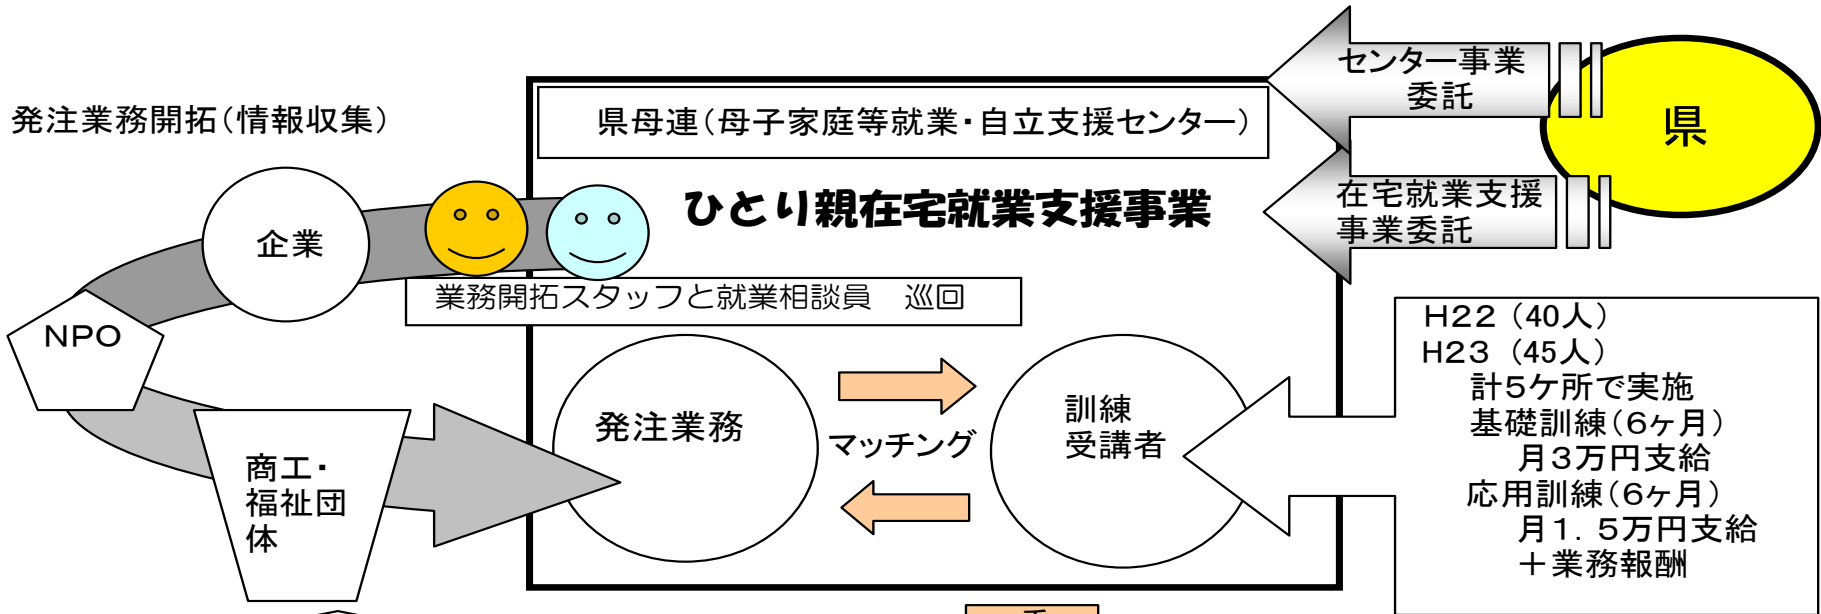 センター事業
委託
県
発注業務開拓(情報収集)
県母連(母子家庭等就業・自立支援センター)
ひとり親在宅就業支援事業
在宅就業支援
事業委託
企業
業務開拓スタッフと就業相談員　巡回
NPO
H22 (40人)
H23 (45人)
計5ケ所で実施
基礎訓練(6ヶ月)
月3万円支給
応用訓練(6ヶ月)
月1. 5万円支給
+業務報酬
発注業務
マッチング
訓練
受講者
商工・
福祉団
体